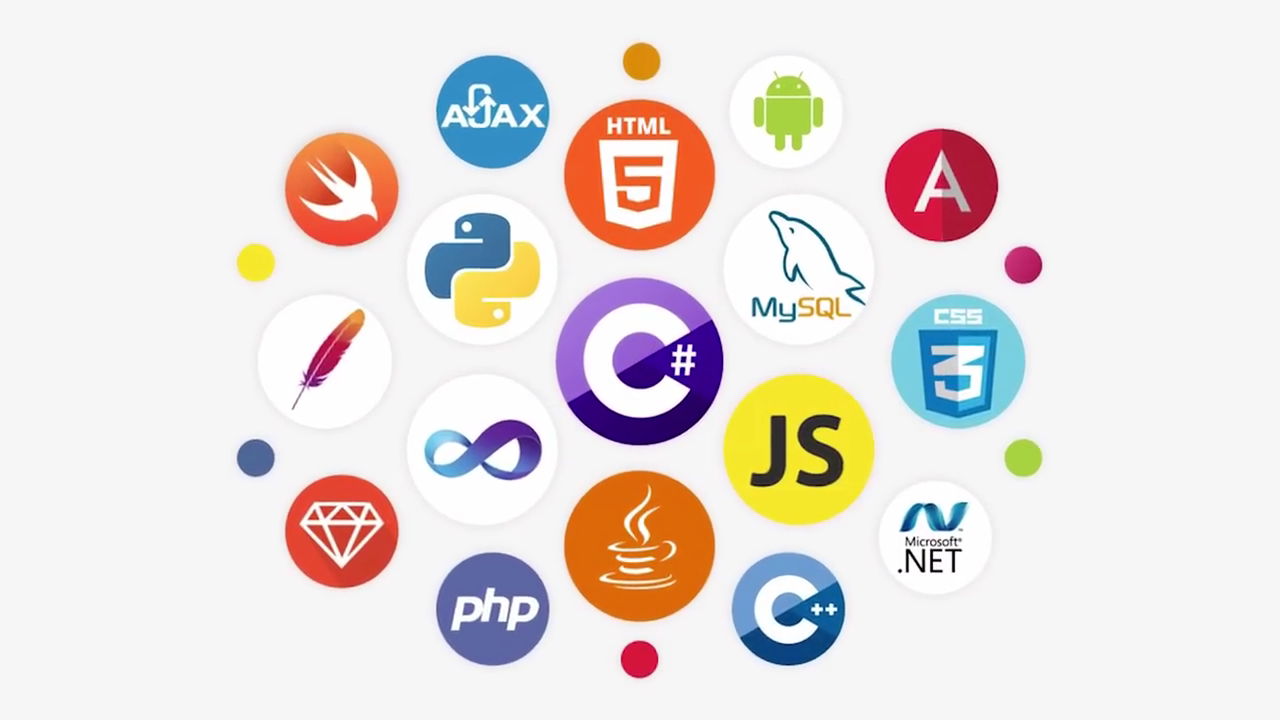 AJAX
HTML
5
A
MySQL
C#
CSS
3
JS
Microsoft®
.NET
php
C++